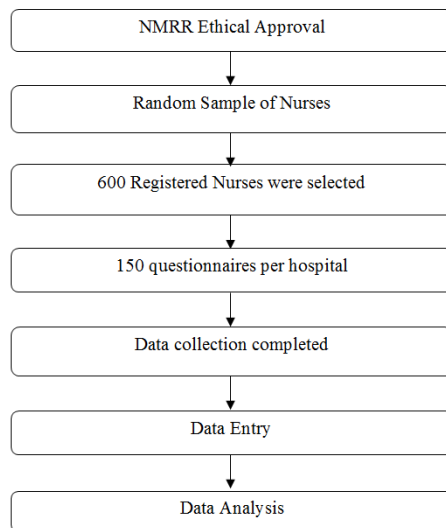 NMRR Ethical Approval
Random Sample of Nurses
600 Registered Nurses were selected
150 questionnaires per hospital
Data collection completed
Data Entry
Data Analysis